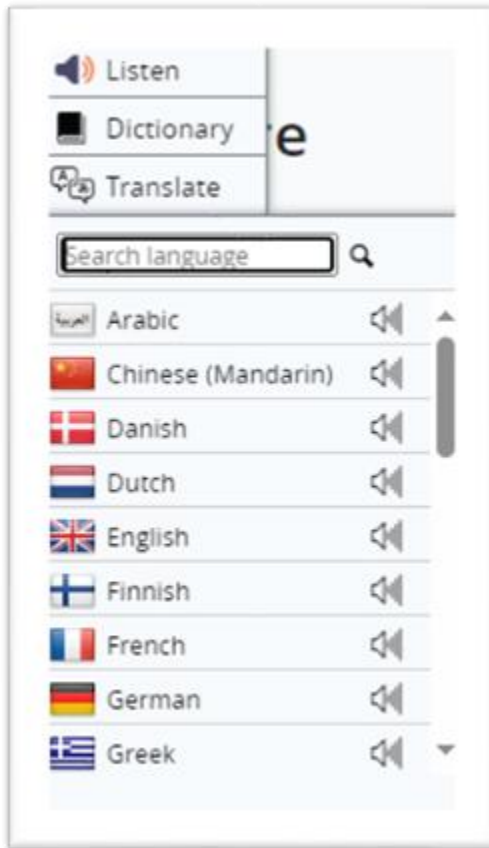 Listen
Dictionary
e
Translate
Search language
العربية Arabic
Chinese (Mandarin)
Danish
Dutch
English
Finnish
French
German
Greek